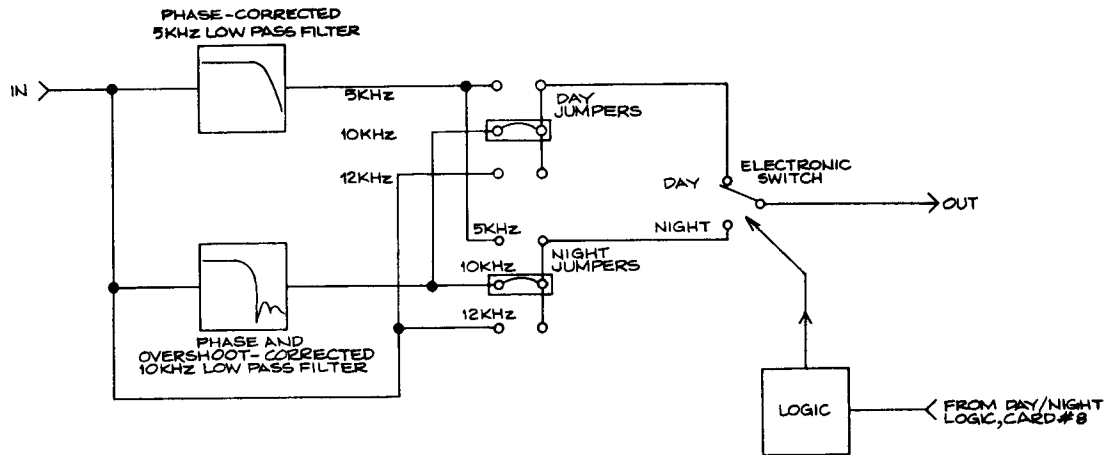 PHASE-CORRECTED
5KHz LOW PASS FILTER
IN
5KHz
10KHz
12KHz
DAY
JUMPERS
ELECTRONIC
SWITCH
DAY
OUT
NIGHT
5KHz
10KHz
12KHz
NIGHT
JUMPERS
PHASE AND
OVERSHOOT-CORRECTED
10KHz LOW PASS FILTER
LOGIC
FROM DAY/NIGHT
LOGIC, CARD #8